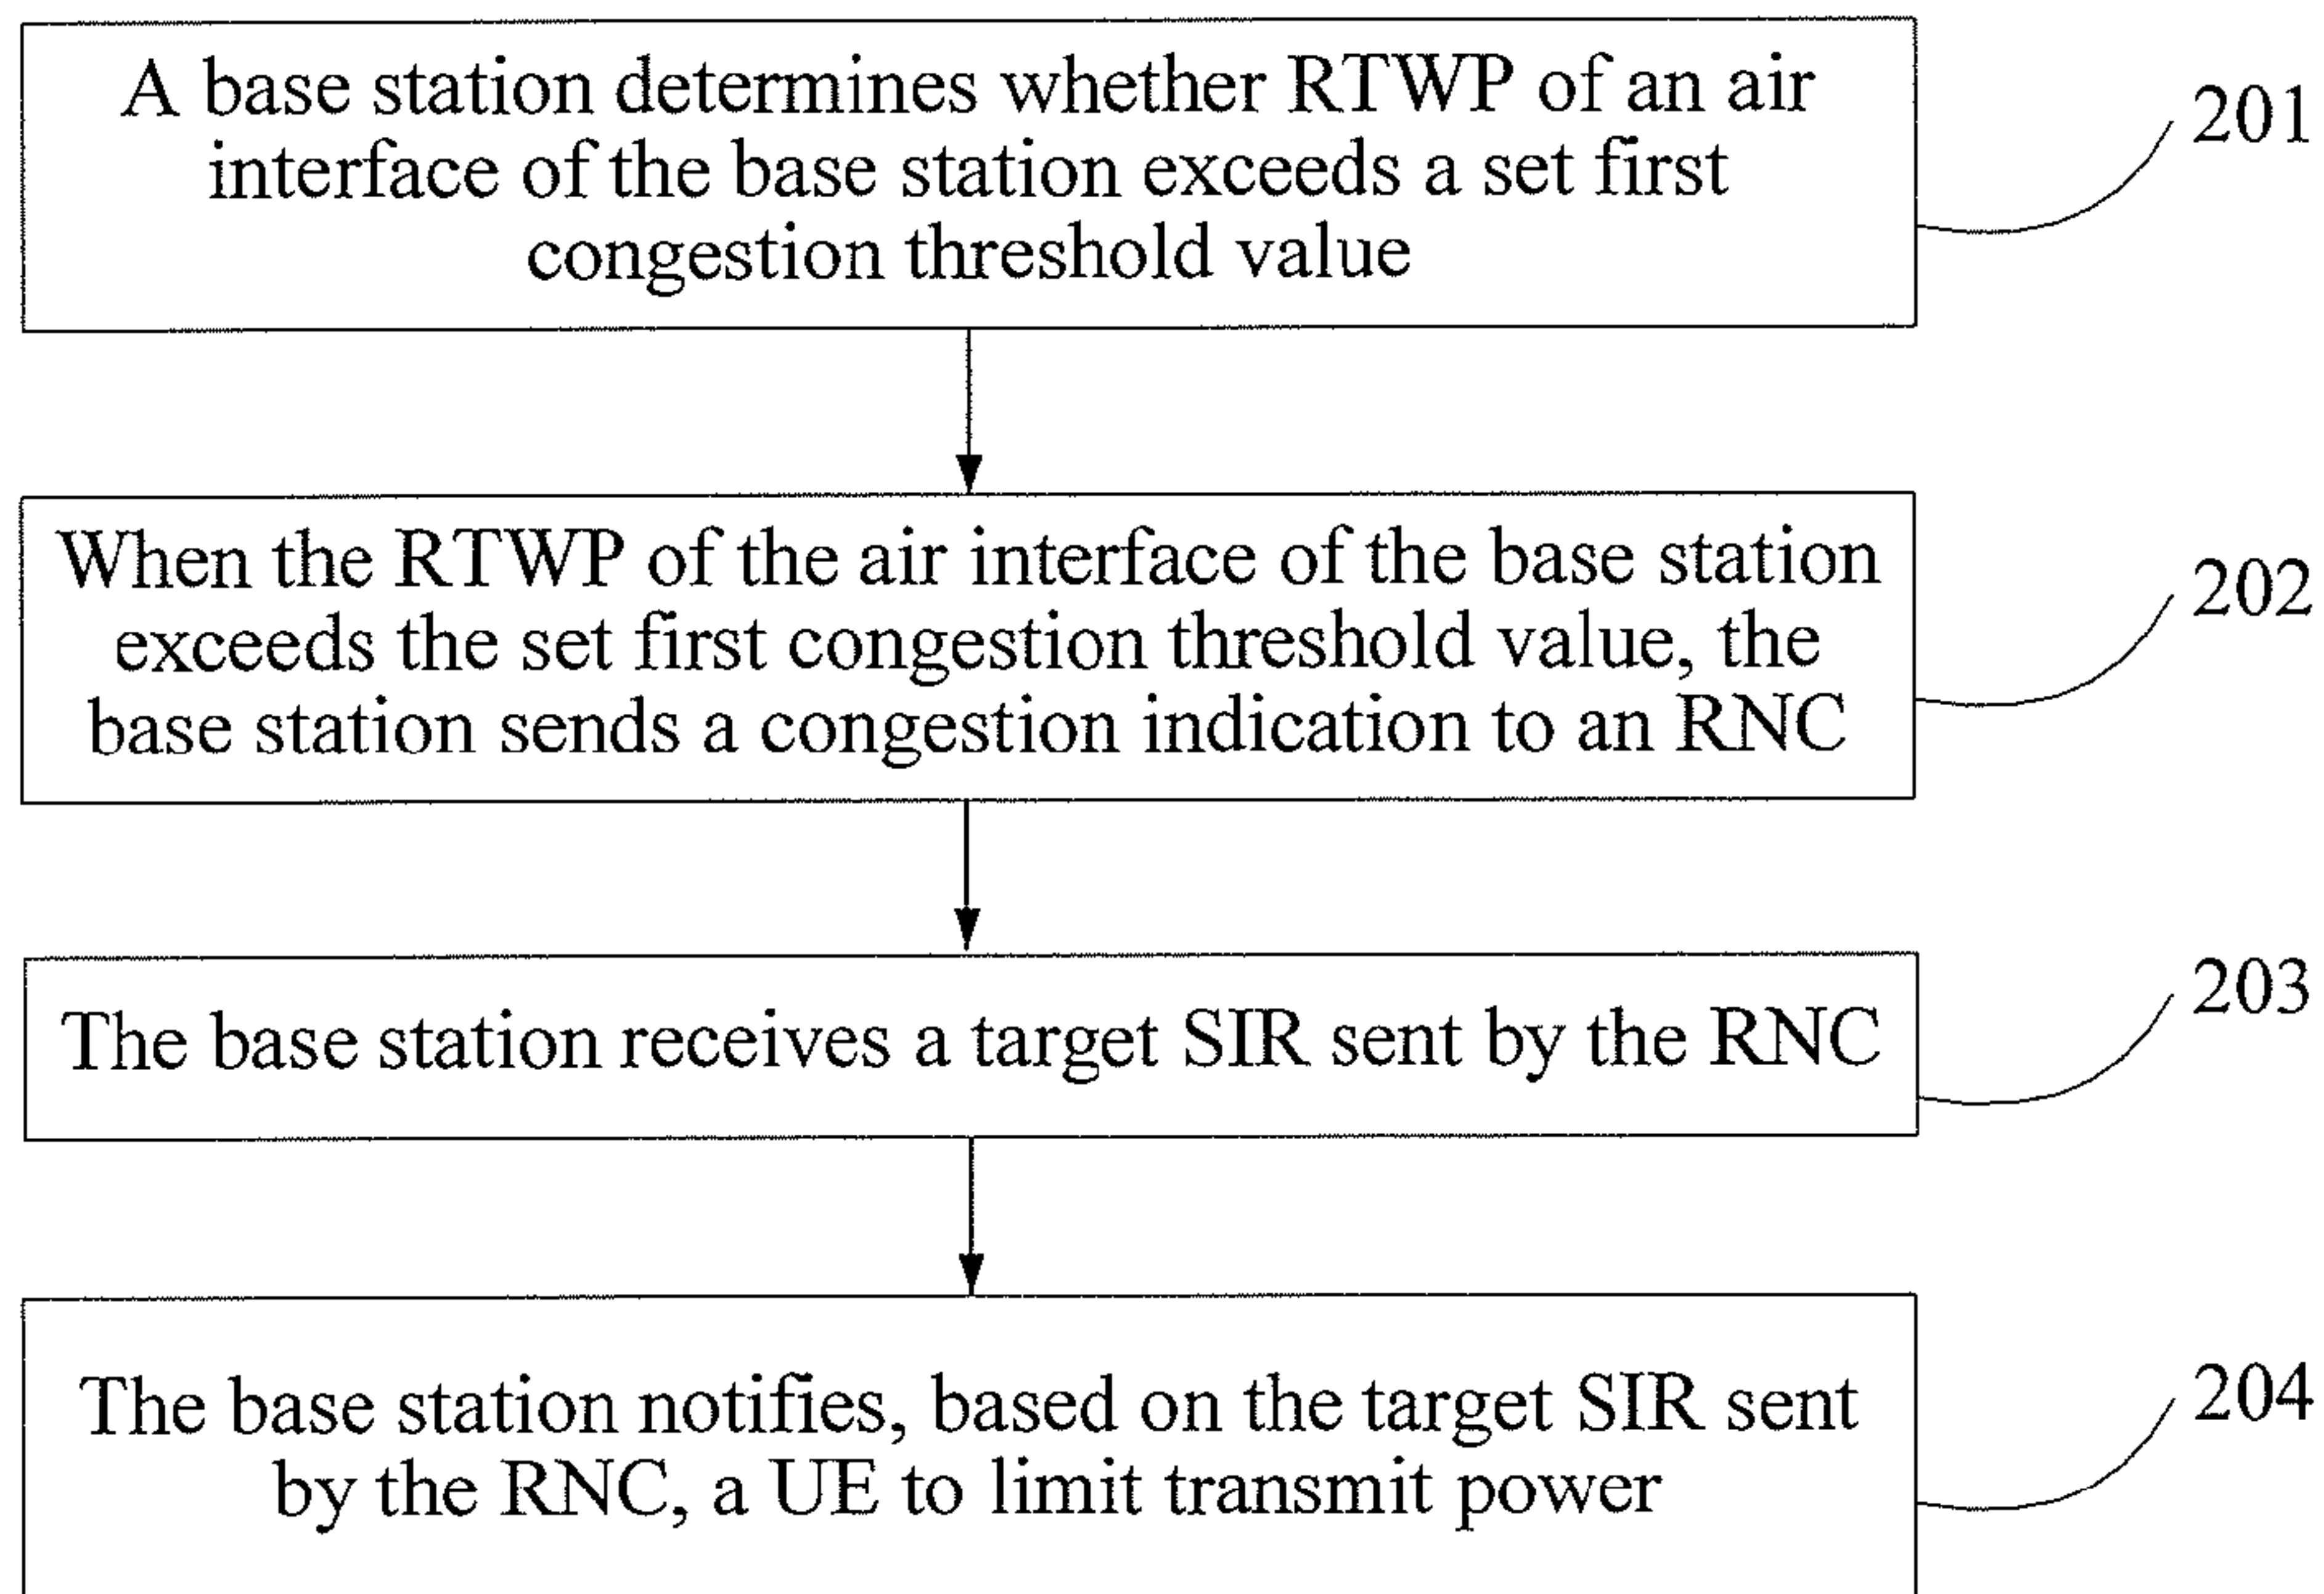 A base station determines whether RTWP of an air
interface of the base station exceeds a set first
congestion threshold value
201
When the RTWP of the air interface of the base station
exceeds the set first congestion threshold value, the
base station sends a congestion indication to an RNC
202
The base station receives a target SIR sent by the RNC
203
The base station notifies, based on the target SIR sent
by the RNC, a UE to limit transmit power
204